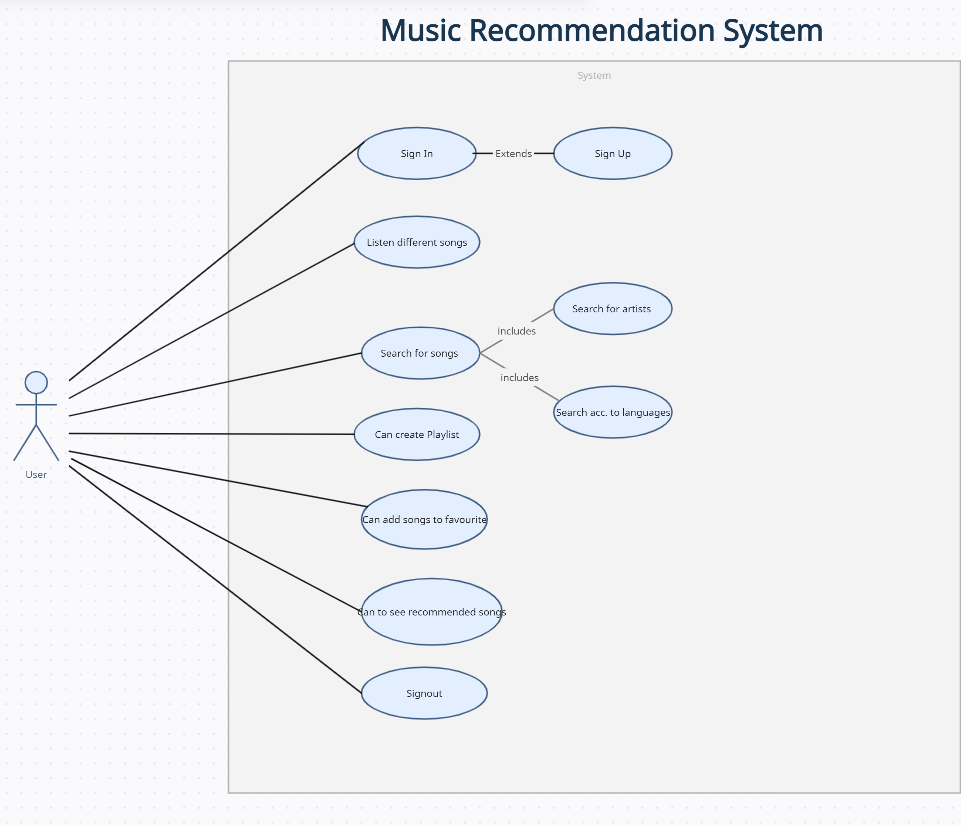 Music Recommendation System
System
Sign In
Extends
Sign Up
Listen different songs
Search for artists
includes
Search for songs
includes
Search acc. to languages
User
Can create Playlist
Can add songs to favourite
Can to see recommended songs
Signout